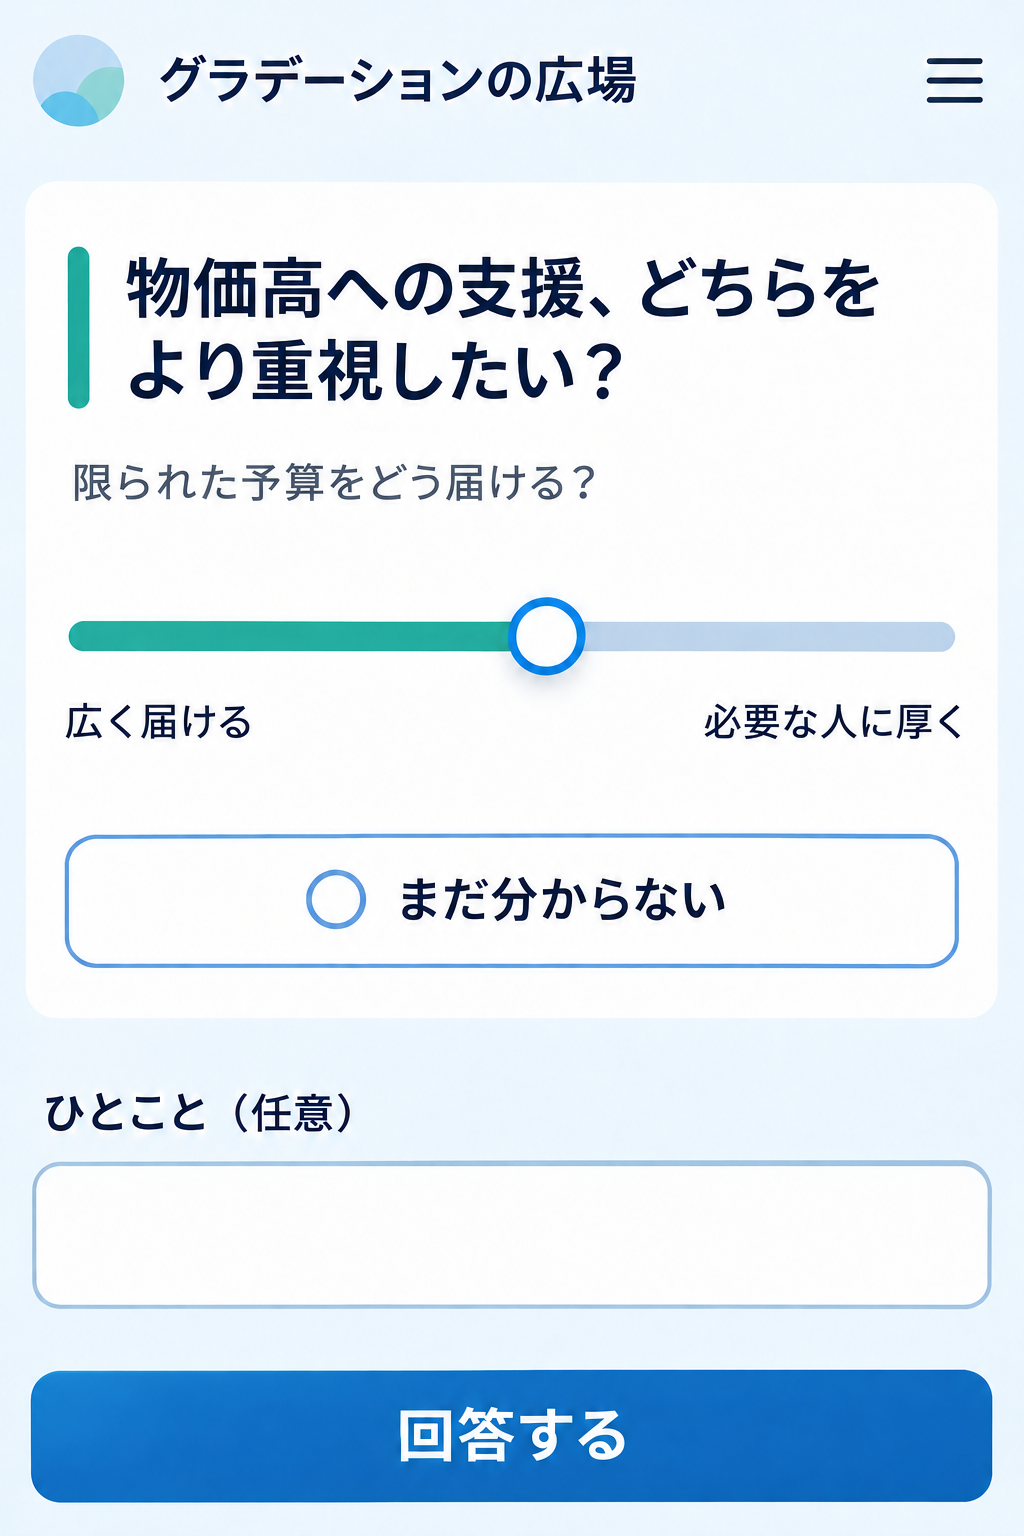 グラデーションの広場
物価高への支援、どちらを
より重視したい？
限られた予算をどう届ける？
広く届ける
必要な人に厚く
まだ分からない
ひとこと（任意）
回答する